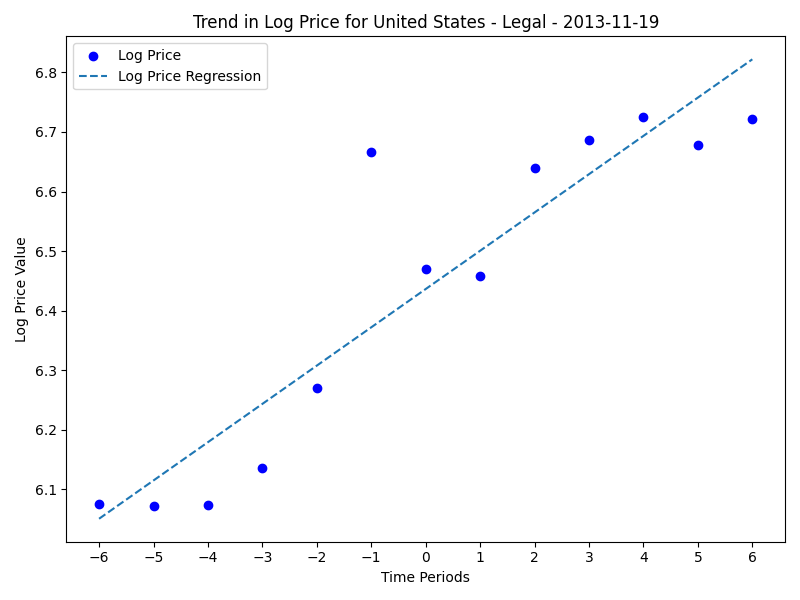 Trend in Log Price for United States - Legal - 2013-11-19
Log Price
Log Price Regression
6.8
6.7
6.6
6.5
6.4
6.3
6.2
6.1
Log Price Value
−6 −5 −4 −3 −2 −1 0 1 2 3 4 5 6
Time Periods